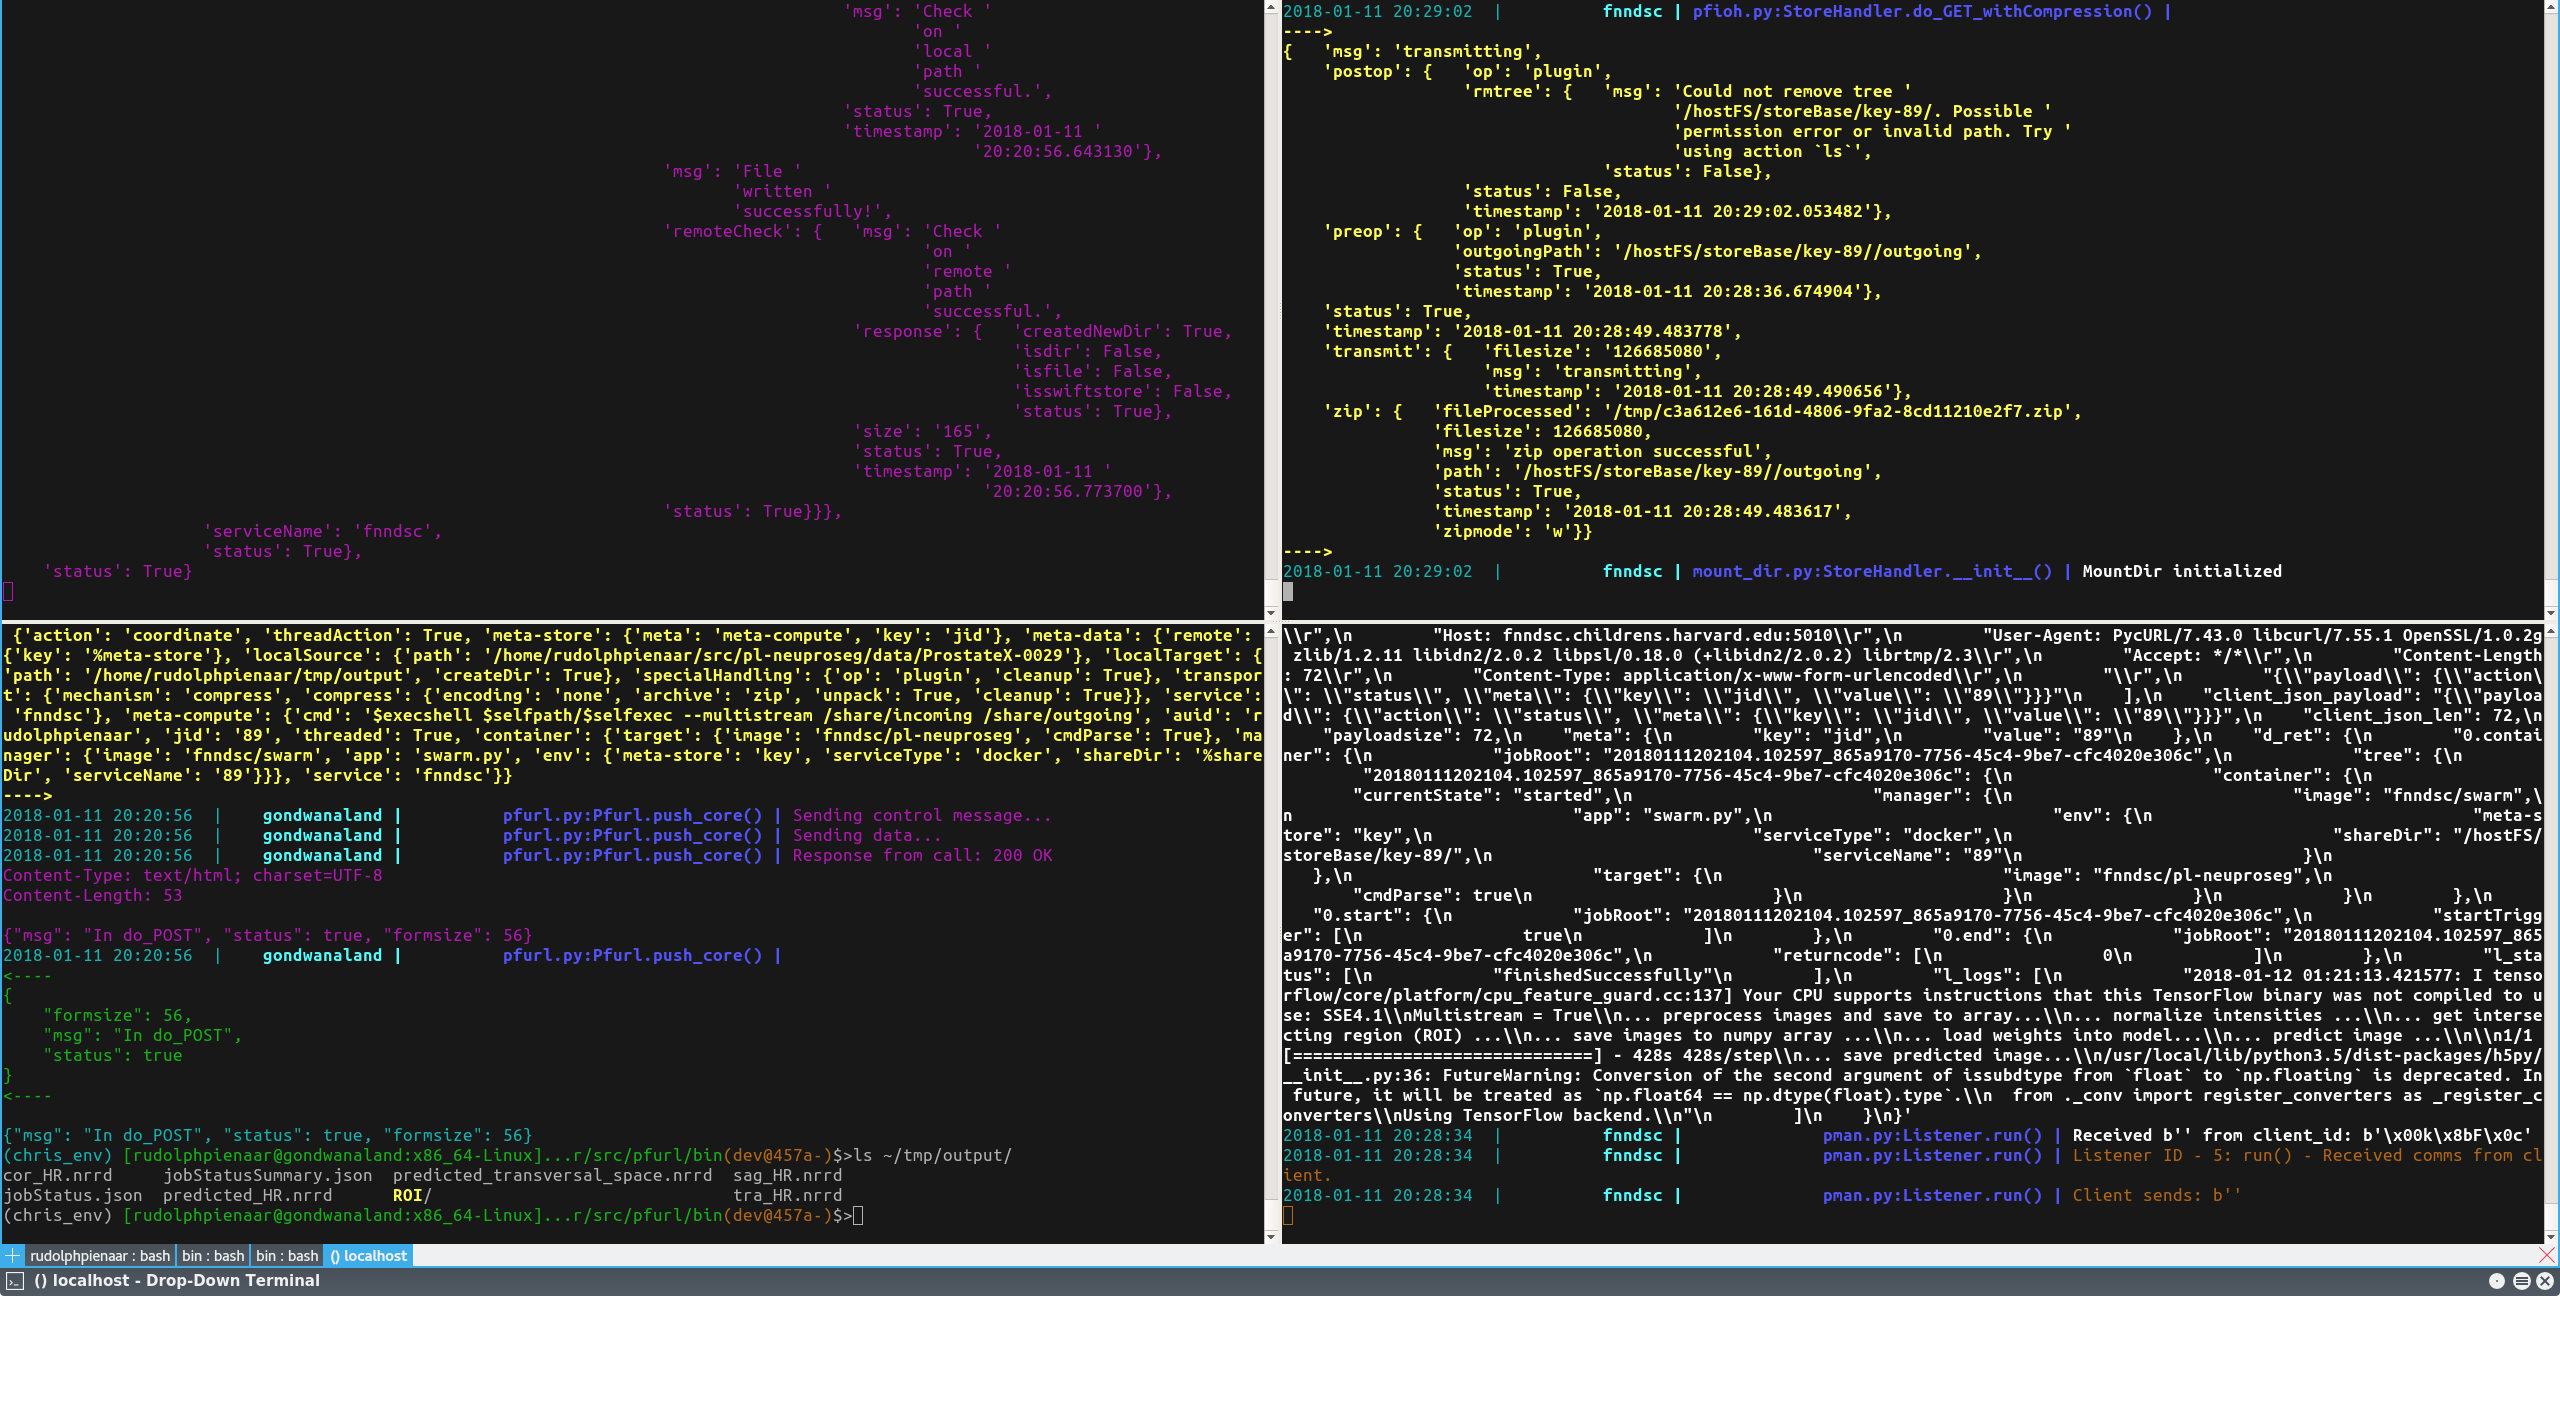 'msg': 'Check '
'on '
'local '
'path '
'successful.',
'status': True,
'timestamp': '2018-01-11 '
'20:20:56.643130'},
'msg': 'File '
'written '
'successfully!',
'remoteCheck': {   'msg': 'Check '
'on '
'remote '
'path '
'successful.',
'response': {   'createdNewDir': True,
'isdir': False,
'isfile': False,
'isswiftstore': False,
'status': True},
'size': '165',
'status': True,
'timestamp': '2018-01-11 '
'20:20:56.773700'},
'status': True}}},
'serviceName': 'fnndsc',
'status': True},
'status': True}
2018-01-11 20:29:02  |          fnndsc | pfioh.py:StoreHandler.do_GET_withCompression() |
---->
{   'msg': 'transmitting',
'postop': {   'op': 'plugin',
'rmtree': {   'msg': 'Could not remove tree '
'/hostFS/storeBase/key-89/. Possible '
'permission error or invalid path. Try '
'using action `ls`',
'status': False},
'status': False,
'timestamp': '2018-01-11 20:29:02.053482'},
'preop': {   'op': 'plugin',
'outgoingPath': '/hostFS/storeBase/key-89//outgoing',
'status': True,
'timestamp': '2018-01-11 20:28:36.674904'},
'status': True,
'timestamp': '2018-01-11 20:28:49.483778',
'transmit': {   'filesize': '126685080',
'msg': 'transmitting',
'timestamp': '2018-01-11 20:28:49.490656'},
'zip': {   'fileProcessed': '/tmp/c3a612e6-161d-4806-9fa2-8cd11210e2f7.zip',
'filesize': 126685080,
'msg': 'zip operation successful',
'path': '/hostFS/storeBase/key-89//outgoing',
'status': True,
'timestamp': '2018-01-11 20:28:49.483617',
'zipmode': 'w'}}
---->
2018-01-11 20:29:02  |          fnndsc | mount_dir.py:StoreHandler.__init__() | MountDir initialized
{'action': 'coordinate', 'threadAction': True, 'meta-store': {'meta': 'meta-compute', 'key': 'jid'}, 'meta-data': {'remote':
{'key': '%meta-store'}, 'localSource': {'path': '/home/rudolphpienaar/src/pl-neuproseg/data/ProstateX-0029'}, 'localTarget': {
'path': '/home/rudolphpienaar/tmp/output', 'createDir': True}, 'specialHandling': {'op': 'plugin', 'cleanup': True}, 'transpor
t': {'mechanism': 'compress', 'compress': {'encoding': 'none', 'archive': 'zip', 'unpack': True, 'cleanup': True}}, 'service':
'fnndsc'}, 'meta-compute': {'cmd': '$execshell $selfpath/$selfexec --multistream /share/incoming /share/outgoing', 'auid': 'r
udolphpienaar', 'jid': '89', 'threaded': True, 'container': {'target': {'image': 'fnndsc/pl-neuproseg', 'cmdParse': True}, 'ma
nager': {'image': 'fnndsc/swarm', 'app': 'swarm.py', 'env': {'meta-store': 'key', 'serviceType': 'docker', 'shareDir': '%share
Dir', 'serviceName': '89'}}}, 'service': 'fnndsc'}}
---->
2018-01-11 20:20:56  |    gondwanaland |          pfurl.py:Pfurl.push_core() | Sending control message...
2018-01-11 20:20:56  |    gondwanaland |          pfurl.py:Pfurl.push_core() | Sending data...
2018-01-11 20:20:56  |    gondwanaland |          pfurl.py:Pfurl.push_core() | Response from call: 200 OK
Content-Type: text/html; charset=UTF-8
Content-Length: 53
{"msg": "In do_POST", "status": true, "formsize": 56}
2018-01-11 20:20:56  |    gondwanaland |          pfurl.py:Pfurl.push_core() |
<----
{
"formsize": 56,
"msg": "In do_POST",
"status": true
}
<----
{"msg": "In do_POST", "status": true, "formsize": 56}
(chris_env) [rudolphpienaar@gondwanaland:x86_64-Linux]...r/src/pfurl/bin(dev@457a-)$>ls ~/tmp/output/
cor_HR.nrrd     jobStatusSummary.json  predicted_transversal_space.nrrd  sag_HR.nrrd
jobStatus.json  predicted_HR.nrrd      ROI/                              tra_HR.nrrd
(chris_env) [rudolphpienaar@gondwanaland:x86_64-Linux]...r/src/pfurl/bin(dev@457a-)$>
\\r",\n        "Host: fnndsc.childrens.harvard.edu:5010\\r",\n        "User-Agent: PycURL/7.43.0 libcurl/7.55.1 OpenSSL/1.0.2g
zlib/1.2.11 libidn2/2.0.2 libpsl/0.18.0 (+libidn2/2.0.2) librtmp/2.3\\r",\n        "Accept: */*\\r",\n        "Content-Length
: 72\\r",\n        "Content-Type: application/x-www-form-urlencoded\\r",\n        "\\r",\n        "{\\"payload\\": {\\"action\
\": \\"status\\", \\"meta\\": {\\"key\\": \\"jid\\", \\"value\\": \\"89\\"}}}"\n    ],\n    "client_json_payload": "{\\"payloa
d\\": {\\"action\\": \\"status\\", \\"meta\\": {\\"key\\": \\"jid\\", \\"value\\": \\"89\\"}}}",\n    "client_json_len": 72,\n
"payloadsize": 72,\n    "meta": {\n        "key": "jid",\n        "value": "89"\n    },\n    "d_ret": {\n        "0.contai
ner": {\n            "jobRoot": "20180111202104.102597_865a9170-7756-45c4-9be7-cfc4020e306c",\n            "tree": {\n
"20180111202104.102597_865a9170-7756-45c4-9be7-cfc4020e306c": {\n                    "container": {\n
"currentState": "started",\n                        "manager": {\n                            "image": "fnndsc/swarm",\
n                            "app": "swarm.py",\n                            "env": {\n                                "meta-s
tore": "key",\n                                "serviceType": "docker",\n                                "shareDir": "/hostFS/
storeBase/key-89/",\n                                "serviceName": "89"\n                            }\n
},\n                        "target": {\n                            "image": "fnndsc/pl-neuproseg",\n
"cmdParse": true\n                        }\n                    }\n                }\n            }\n        },\n
"0.start": {\n            "jobRoot": "20180111202104.102597_865a9170-7756-45c4-9be7-cfc4020e306c",\n            "startTrigg
er": [\n                true\n            ]\n        },\n        "0.end": {\n            "jobRoot": "20180111202104.102597_865
a9170-7756-45c4-9be7-cfc4020e306c",\n            "returncode": [\n                0\n            ]\n        },\n        "l_sta
tus": [\n            "finishedSuccessfully"\n        ],\n        "l_logs": [\n            "2018-01-12 01:21:13.421577: I tenso
rflow/core/platform/cpu_feature_guard.cc:137] Your CPU supports instructions that this TensorFlow binary was not compiled to u
se: SSE4.1\\nMultistream = True\\n... preprocess images and save to array...\\n... normalize intensities ...\\n... get interse
cting region (ROI) ...\\n... save images to numpy array ...\\n... load weights into model...\\n... predict image ...\\n\\n1/1
[==============================] - 428s 428s/step\\n... save predicted image...\\n/usr/local/lib/python3.5/dist-packages/h5py/
__init__.py:36: FutureWarning: Conversion of the second argument of issubdtype from `float` to `np.floating` is deprecated. In
future, it will be treated as `np.float64 == np.dtype(float).type`.\\n  from ._conv import register_converters as _register_c
onverters\\nUsing TensorFlow backend.\\n"\n        ]\n    }\n}'
2018-01-11 20:28:34  |          fnndsc |              pman.py:Listener.run() | Received b'' from client_id: b'\x00k\x8bF\x0c'
2018-01-11 20:28:34  |          fnndsc |              pman.py:Listener.run() | Listener ID - 5: run() - Received comms from cl
ient.
2018-01-11 20:28:34  |          fnndsc |              pman.py:Listener.run() | Client sends: b''
rudolphpienaar : bash  bin : bash  bin : bash  () localhost
() localhost - Drop-Down Terminal